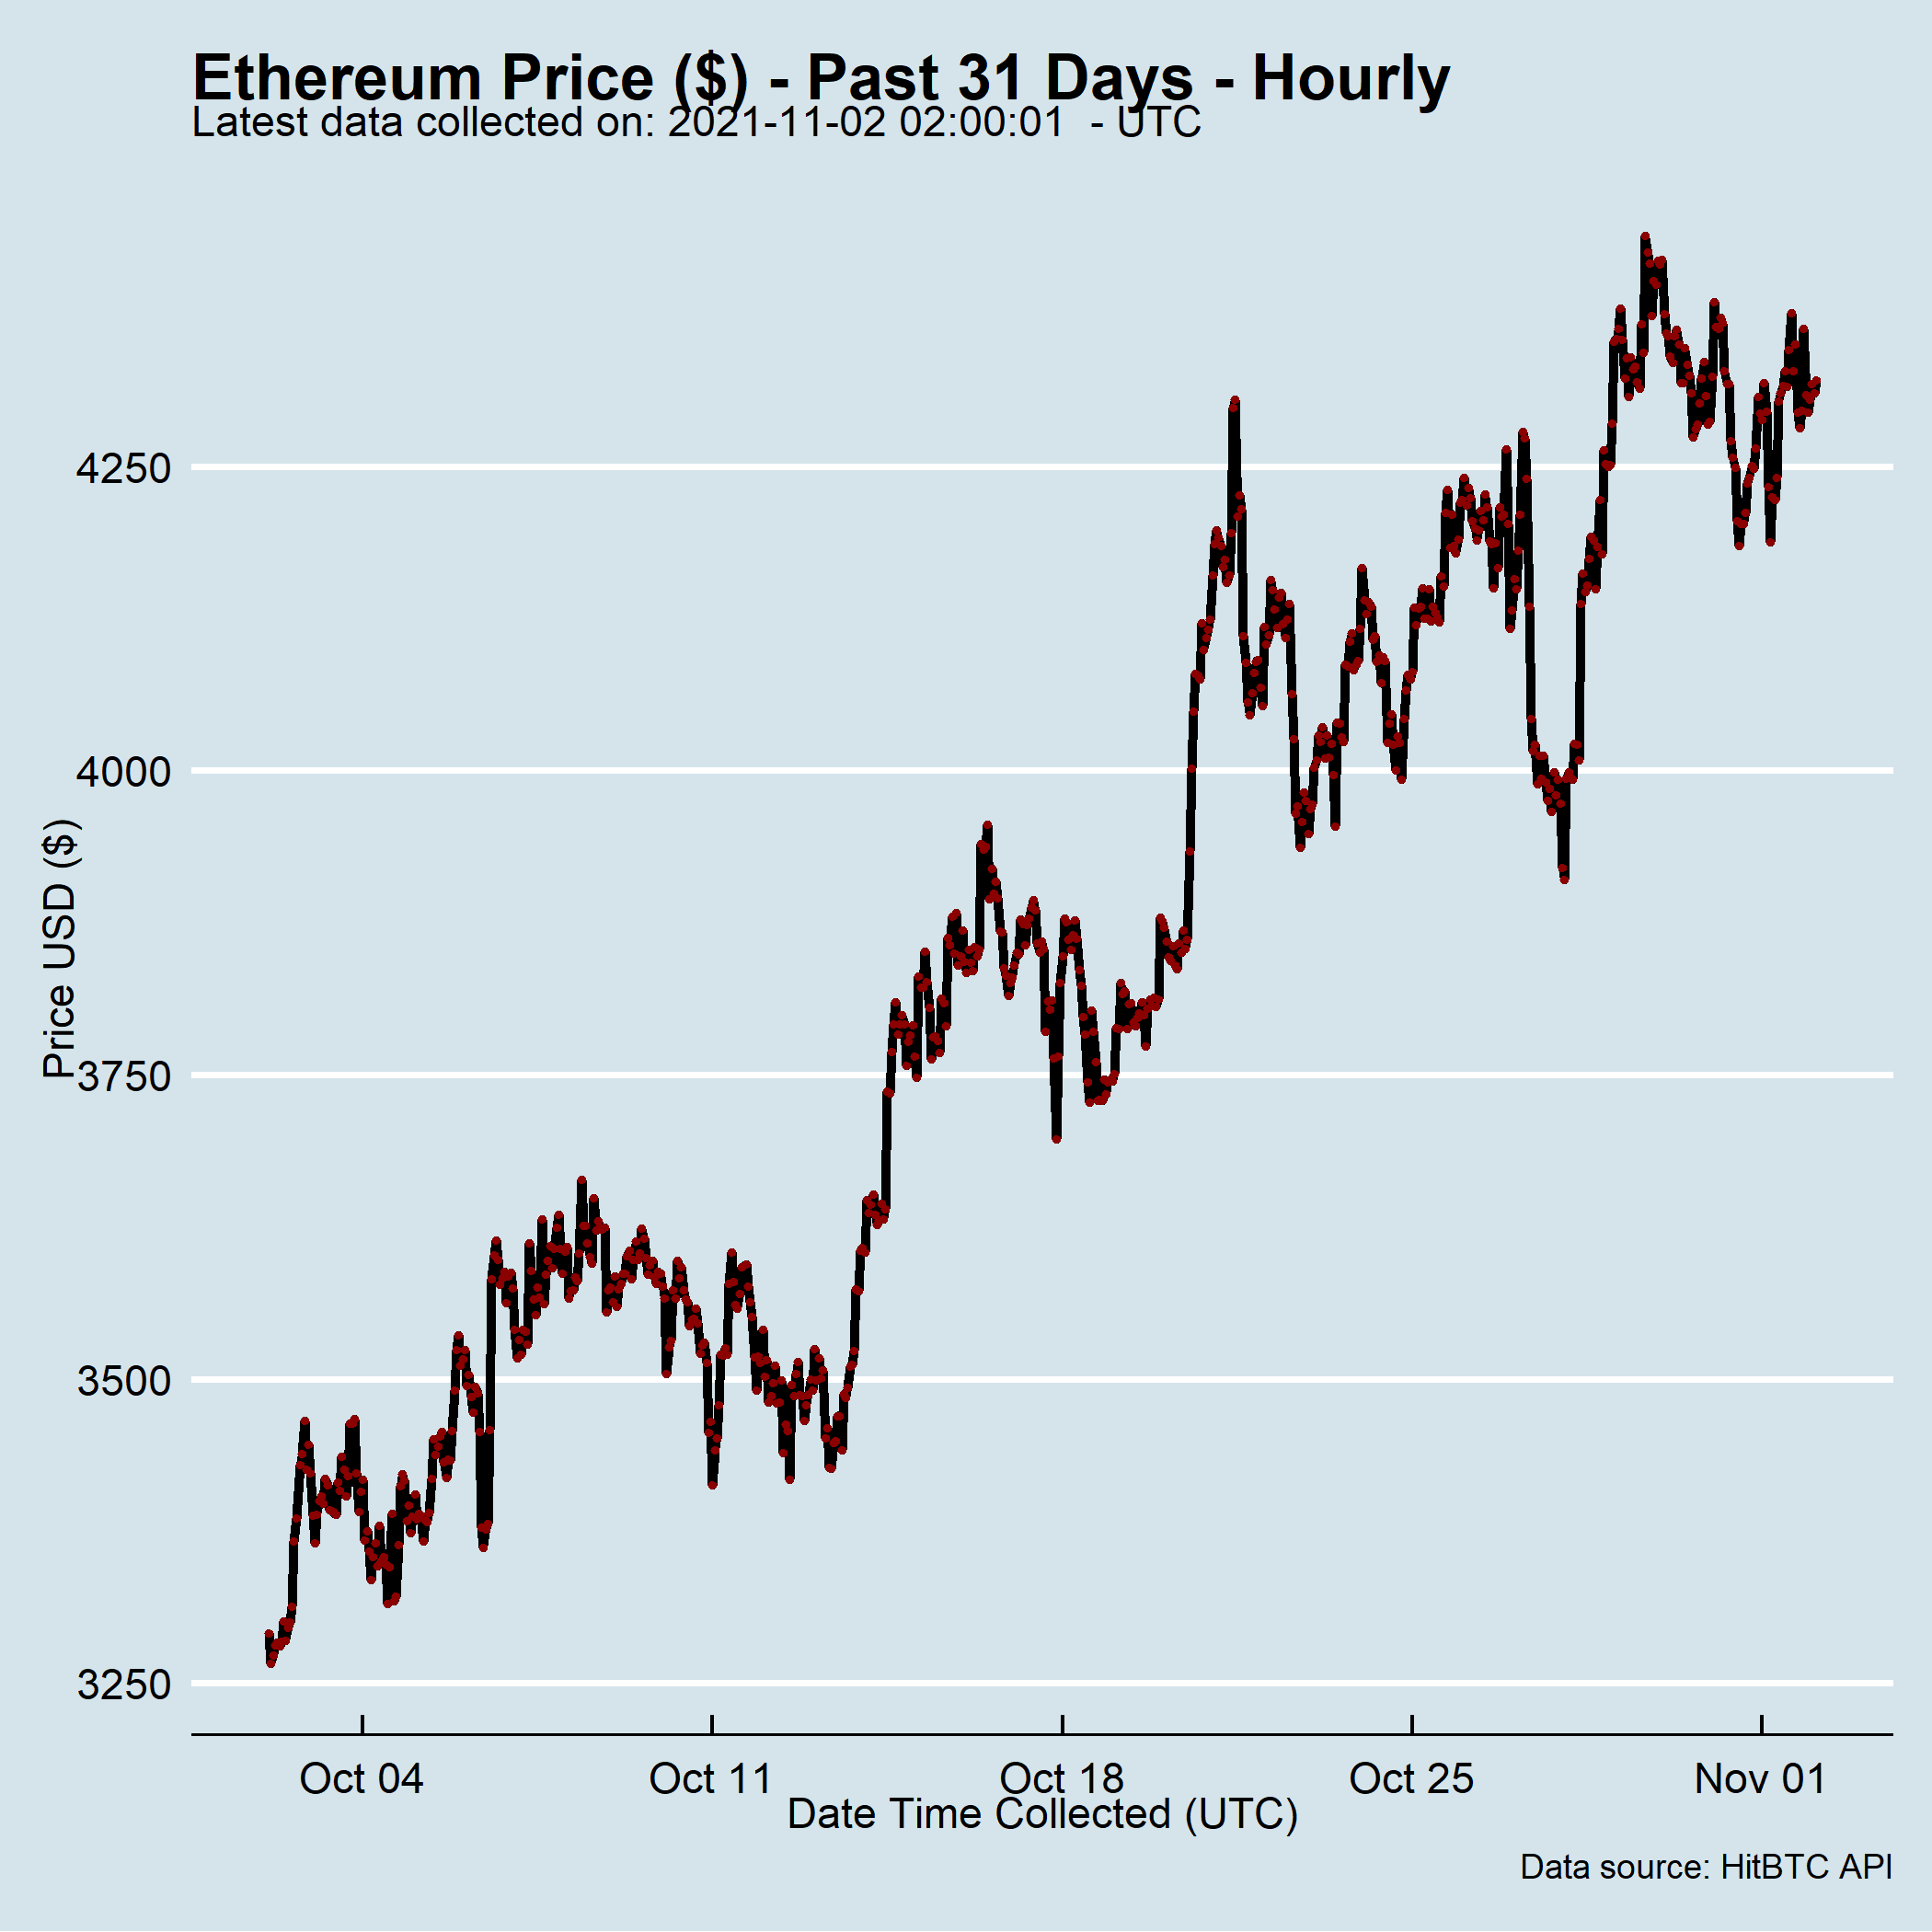 Ethereum Price ($) - Past 31 Days - Hourly
Latest data collected on: 2021-11-02 02:00:01  - UTC
Price USD ($)
4250
4000
3750
3500
3250
Oct 04 Oct 11 Oct 18 Oct 25 Nov 01
Date Time Collected (UTC)
Data source: HitBTC API